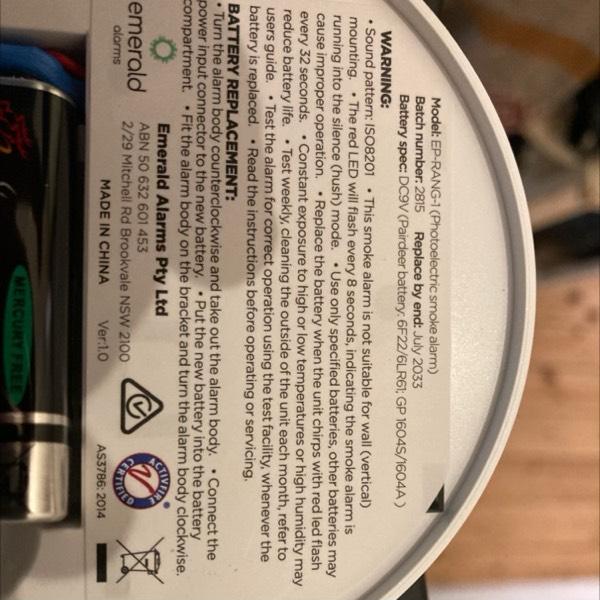 Model: EP-RANG-1 (Photoelectric smoke alarm)
Batch number: 2815 Replace by end: July 2033
Battery spec: DC9V (Pairdeer battery: 6F22/6LR61; GP 1604S/1604A )
WARNING:
• Sound pattern: ISO8201 • This smoke alarm is not suitable for wall (vertical)
mounting. • The red LED will flash every 8 seconds, indicating the smoke alarm is
running into the silence (hush) mode. • Use only specified batteries, other batteries may
cause improper operation. • Replace the battery when the unit chirps with red led flash
every 32 seconds. • Constant exposure to high or low temperatures or high humidity may
reduce battery life. • Test weekly, cleaning the outside of the unit each month, refer to
users guide. • Test the alarm for correct operation using the test facility, whenever the
battery is replaced. • Read the instructions before operating or servicing.
BATTERY REPLACEMENT:
• Turn the alarm body counterclockwise and take out the alarm body. • Connect the
power input connector to the new battery. • Put the new battery into the battery
compartment. • Fit the alarm body on the bracket and turn the alarm body clockwise.
emerald
alarms
Emerald Alarms Pty Ltd
ABN 50 632 601 453
2/29 Mitchell Rd Brookvale NSW 2100
MADE IN CHINA Ver:1.0
ACTIVFIRE
CERTIFIED
AS3786: 2014
MERCURY FREE